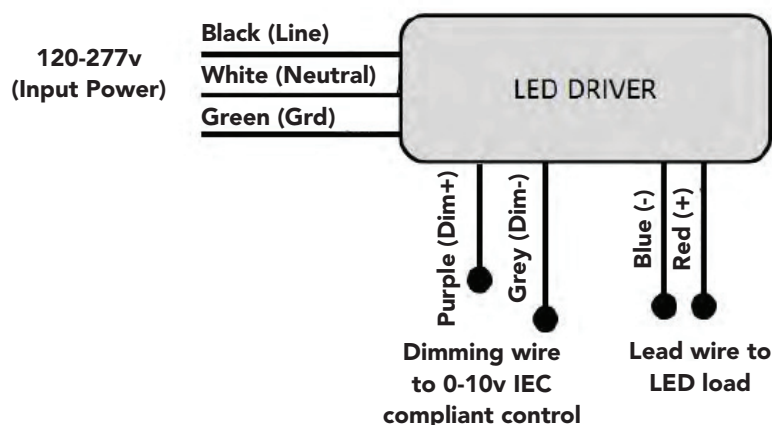 120-277v
(Input Power)
Black (Line)
White (Neutral)
Green (Grd)
LED DRIVER
Purple (Dim+)
Grey (Dim-)
Blue (-)
Red (+)
Dimming wire
to 0-10v IEC
compliant control
Lead wire to
LED load